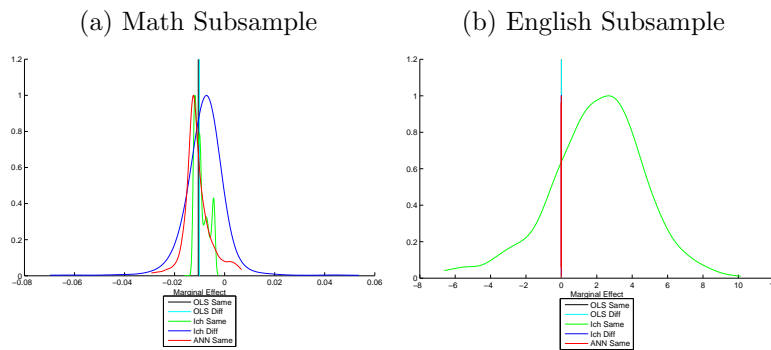 (a) Math Subsample
(b) English Subsample
1.2
1
0.8
0.6
0.4
0.2
0
−0.08 −0.06 −0.04 −0.02 0 0.02 0.04 0.06
Marginal Effect
OLS Same
OLS Diff
Ich Same
Ich Diff
ANN Same
1.2
1
0.8
0.6
0.4
0.2
0
−8 −6 −4 −2 0 2 4 6 8 10 12
Marginal Effect
OLS Same
OLS Diff
Ich Same
Ich Diff
ANN Same